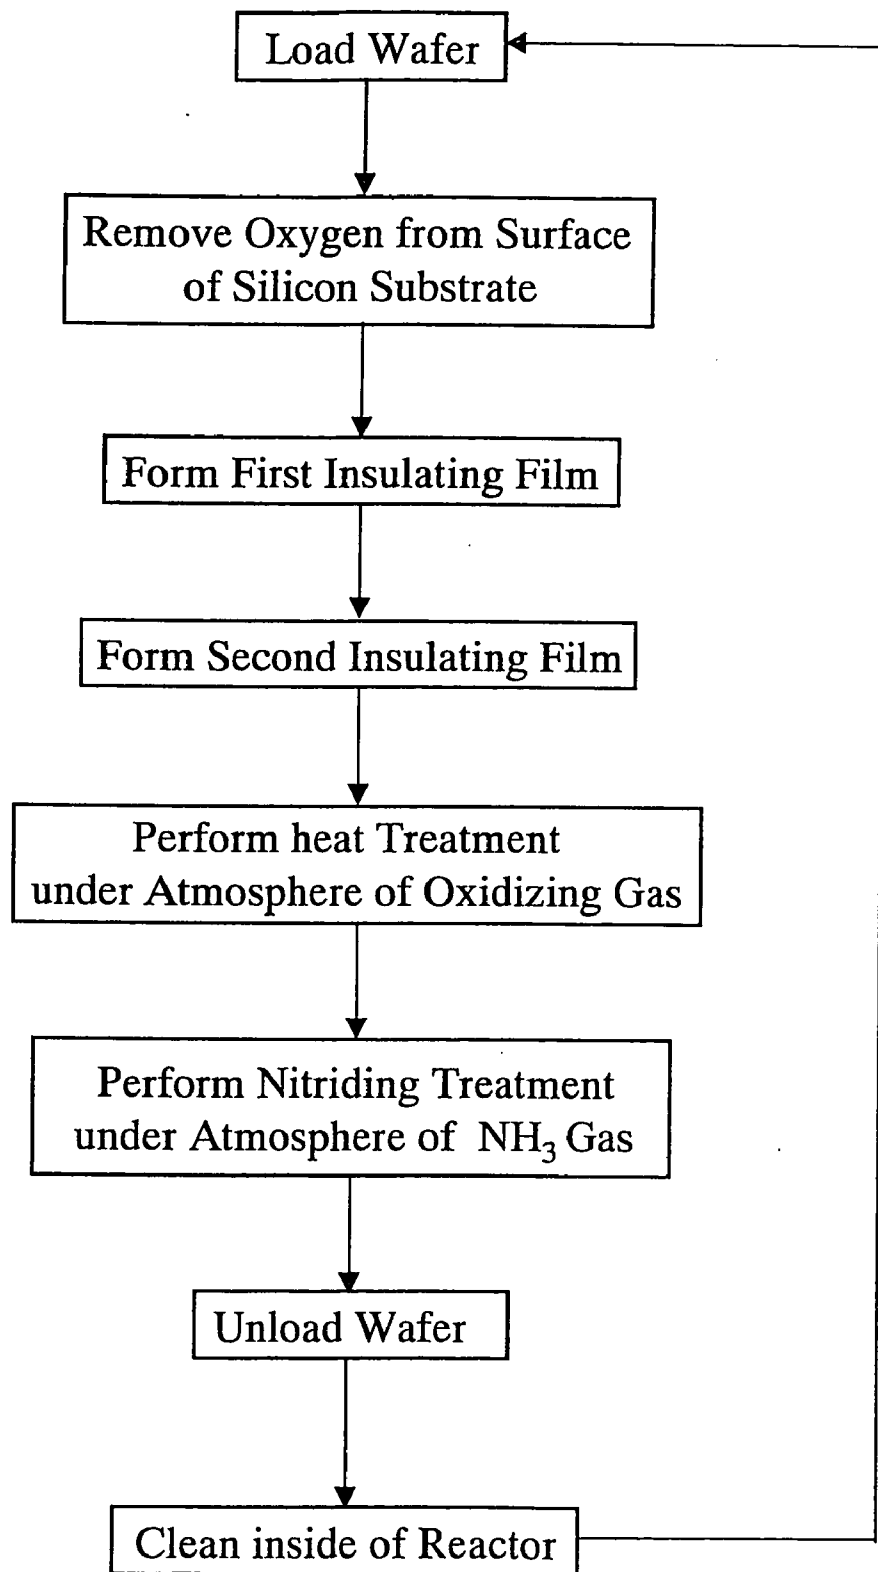 Load Wafer
Remove Oxygen from Surface
of Silicon Substrate
Form First Insulating Film
Form Second Insulating Film
Perform heat Treatment
under Atmosphere of Oxidizing Gas
Perform Nitriding Treatment
under Atmosphere of NH₃ Gas
Unload Wafer
Clean inside of Reactor